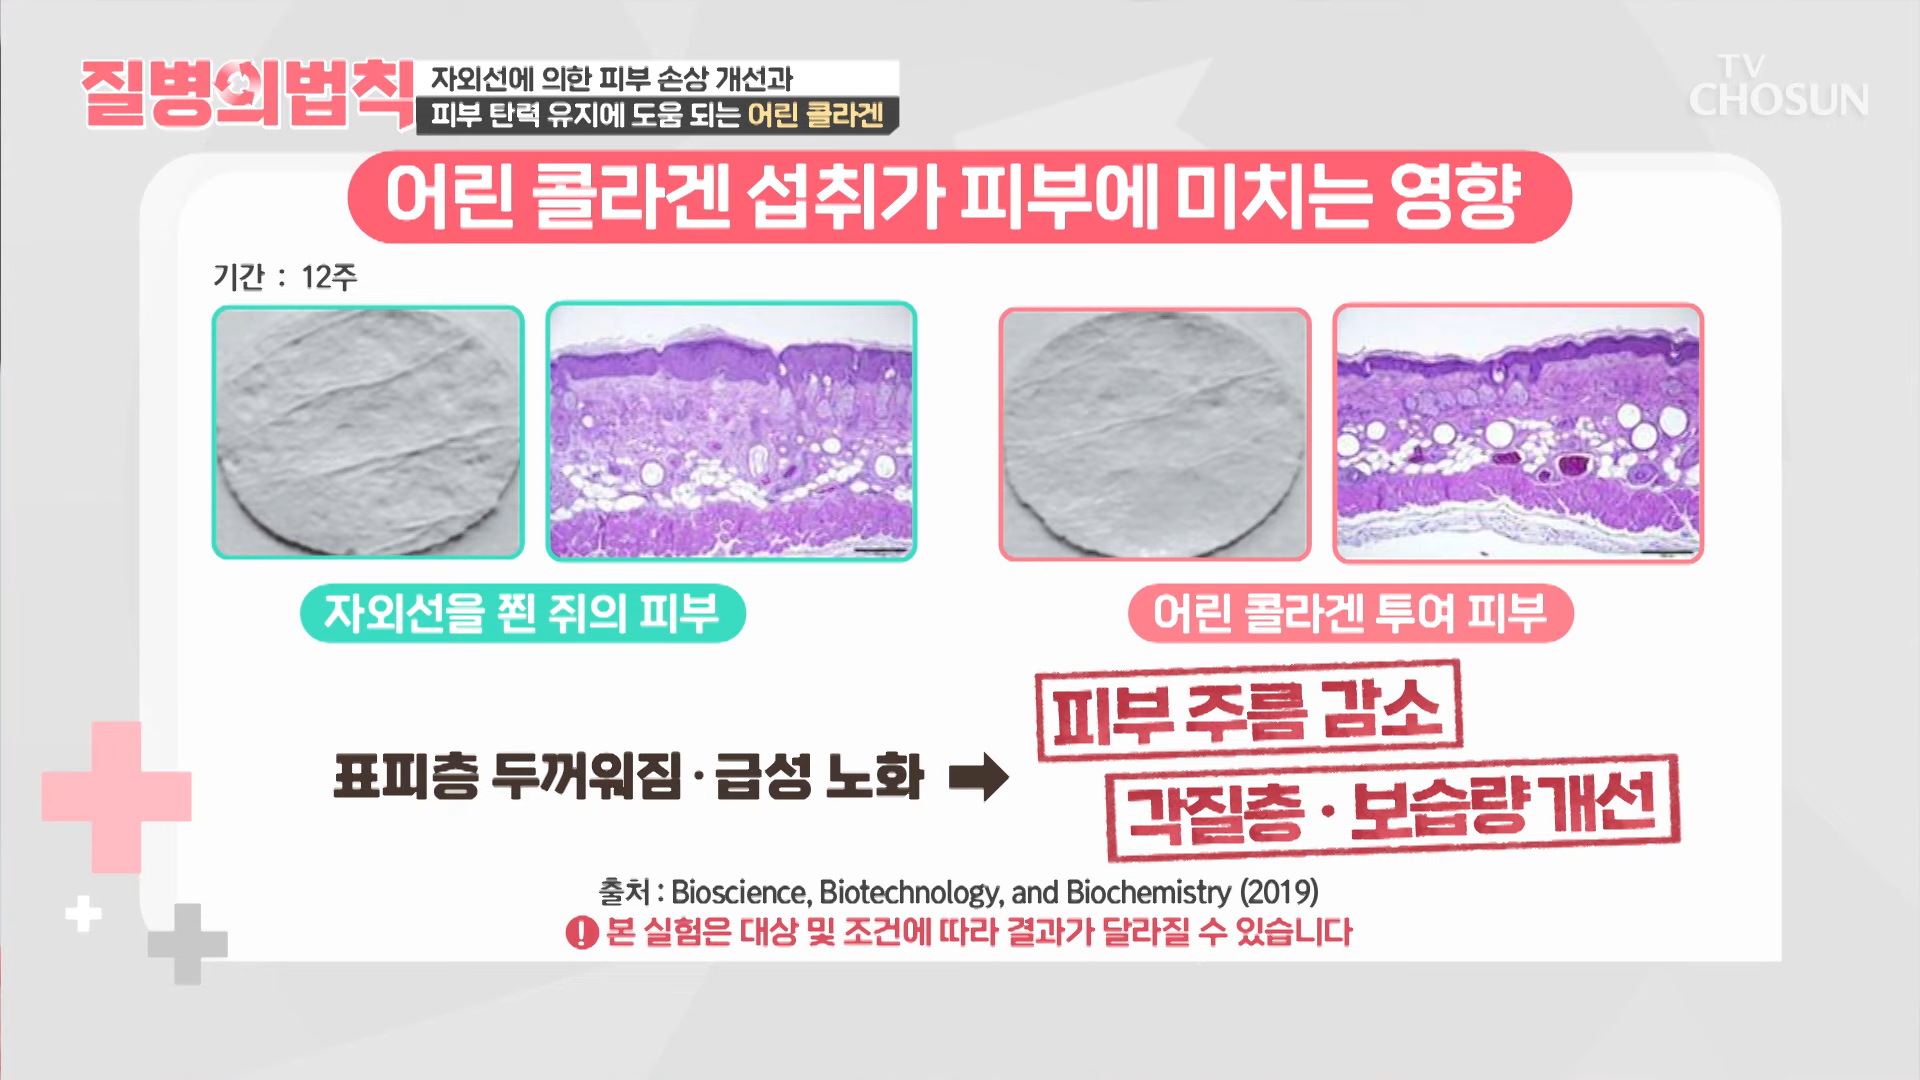 질병의법칙
자외선에 의한 피부 손상 개선과
피부 탄력 유지에 도움 되는 어린 콜라겐
TV
CHOSUN
어린 콜라겐 섭취가 피부에 미치는 영향
기간 : 12주
자외선을 쬔 쥐의 피부
어린 콜라겐 투여 피부
표피층 두꺼워짐·급성 노화
피부 주름 감소
각질층·보습량 개선
출처 : Bioscience, Biotechnology, and Biochemistry (2019)
! 본 실험은 대상 및 조건에 따라 결과가 달라질 수 있습니다